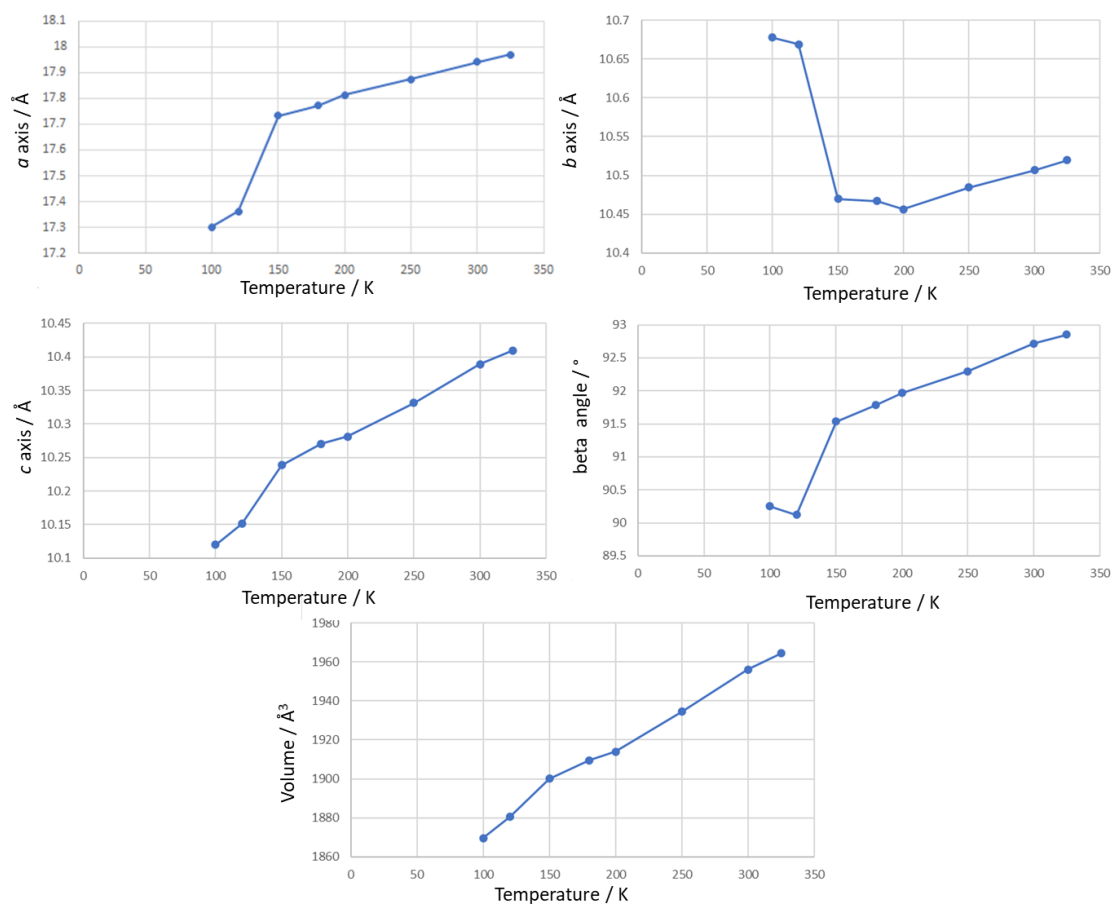 18.1
18
17.9
17.8
17.7
17.6
17.5
17.4
17.3
17.2
a axis / Å
0 50 100 150 200 250 300 350
Temperature / K
10.7
10.65
10.6
10.55
10.5
10.45
10.4
b axis / Å
0 50 100 150 200 250 300 350
Temperature / K
10.45
10.4
10.35
10.3
10.25
10.2
10.15
10.1
c axis / Å
0 50 100 150 200 250 300 350
Temperature / K
93
92.5
92
91.5
91
90.5
90
89.5
beta angle / °
0 50 100 150 200 250 300 350
Temperature / K
1980
1960
1940
1920
1900
1880
1860
Volume / Å³
0 50 100 150 200 250 300 350
Temperature / K